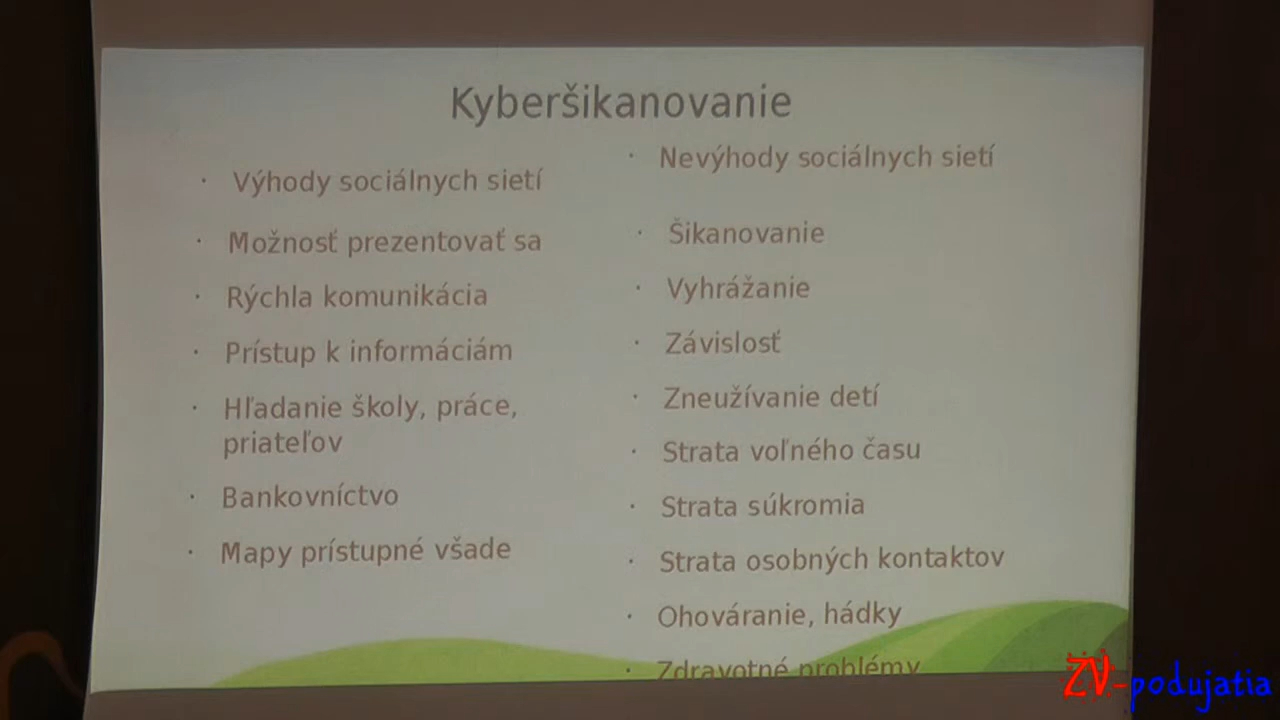 Kyberšikanovanie
Výhody sociálnych sietí
Možnosť prezentovať sa
Rýchla komunikácia
Prístup k informáciám
Hľadanie školy, práce,
priateľov
Bankovníctvo
Mapy prístupné všade
Nevýhody sociálnych sietí
Šikanovanie
Vyhrážanie
Závislosť
Zneužívanie detí
Strata voľného času
Strata súkromia
Strata osobných kontaktov
Ohováranie, hádky
Zdravotné problémy
ZV-podujatia